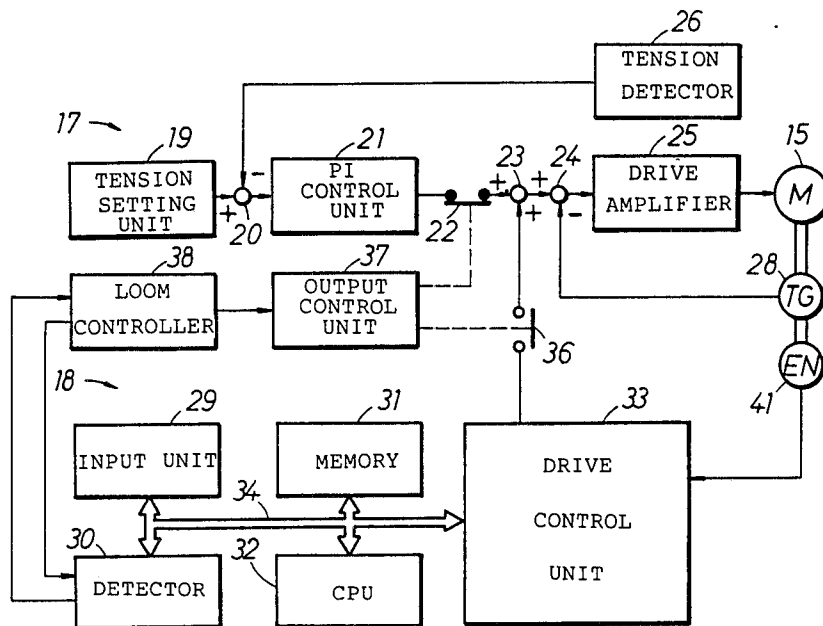 26
TENSION
DETECTOR
17
19
TENSION
SETTING
UNIT
+
-
20
21
PI
CONTROL
UNIT
22
+
23
+
+
24
-
25
DRIVE
AMPLIFIER
15
M
38
LOOM
CONTROLLER
37
OUTPUT
CONTROL
UNIT
36
28
TG
EN
41
18
29
INPUT UNIT
31
MEMORY
33
DRIVE
CONTROL
UNIT
34
30
DETECTOR
32
CPU